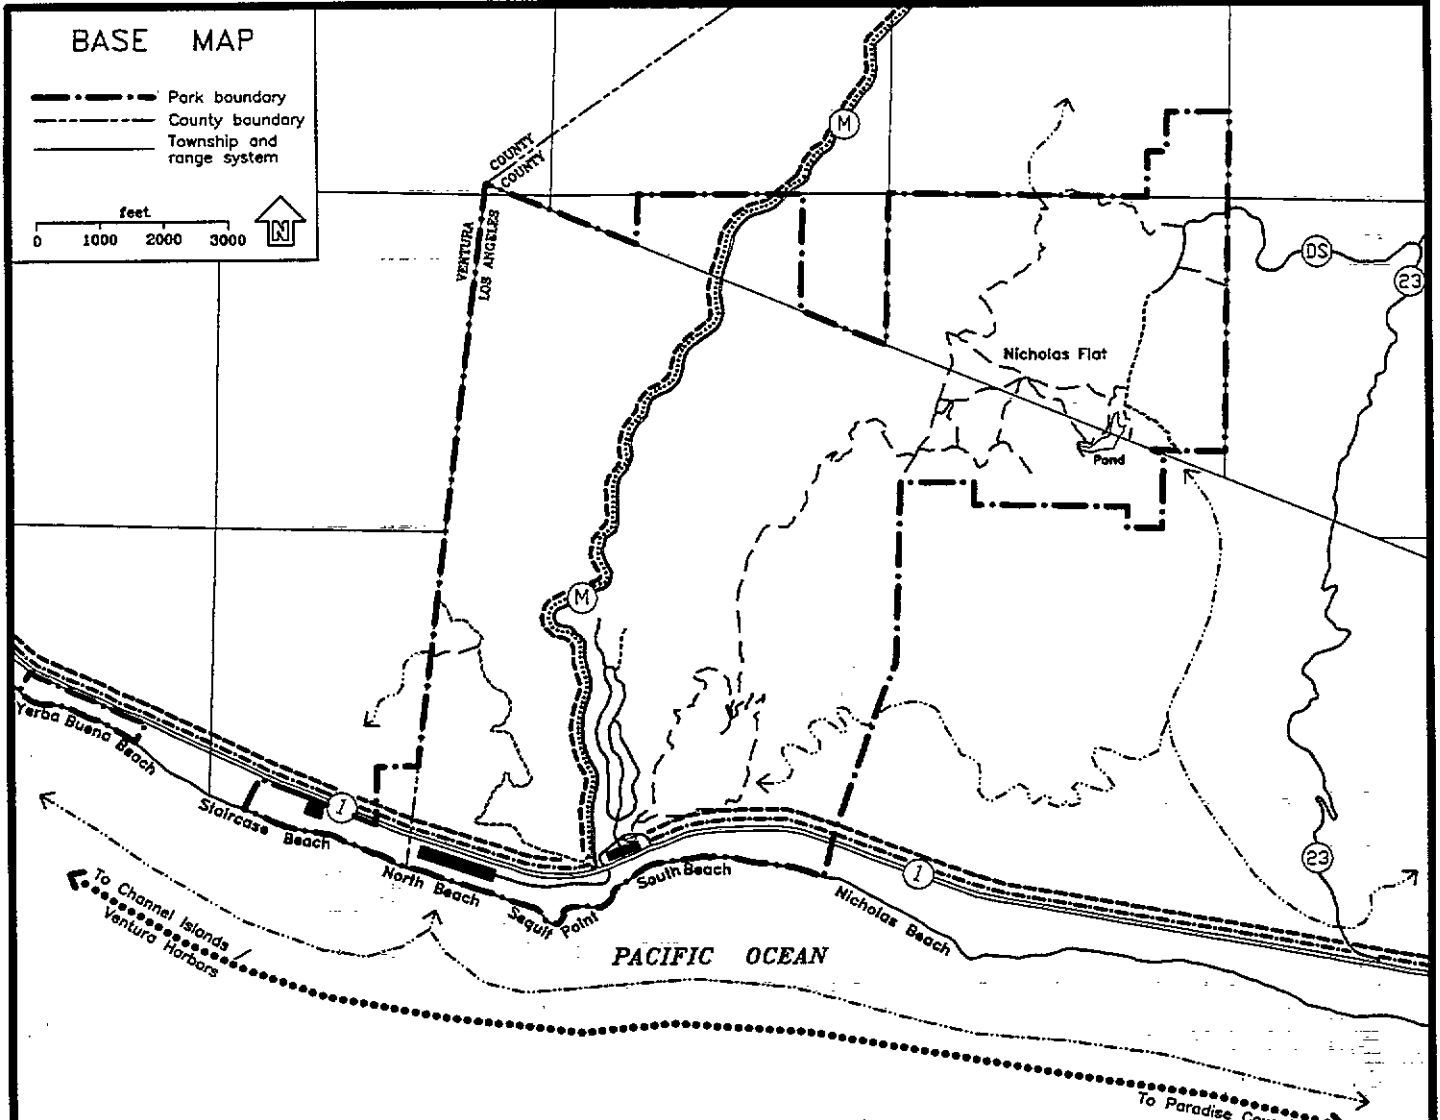 BASE MAP
Park boundary
County boundary
Township and
range system
feet
0 1000 2000 3000
N
COUNTY
COUNTY
VENTURA
LOS ANGELES
M
DS
23
Nicholas Flat
Pond
M
Yerba Buena Beach
Staircase Beach
1
North Beach
Sequit Point
South Beach
1
23
Nicholas Beach
To Channel Islands /
Ventura Harbors
PACIFIC OCEAN
To Paradise